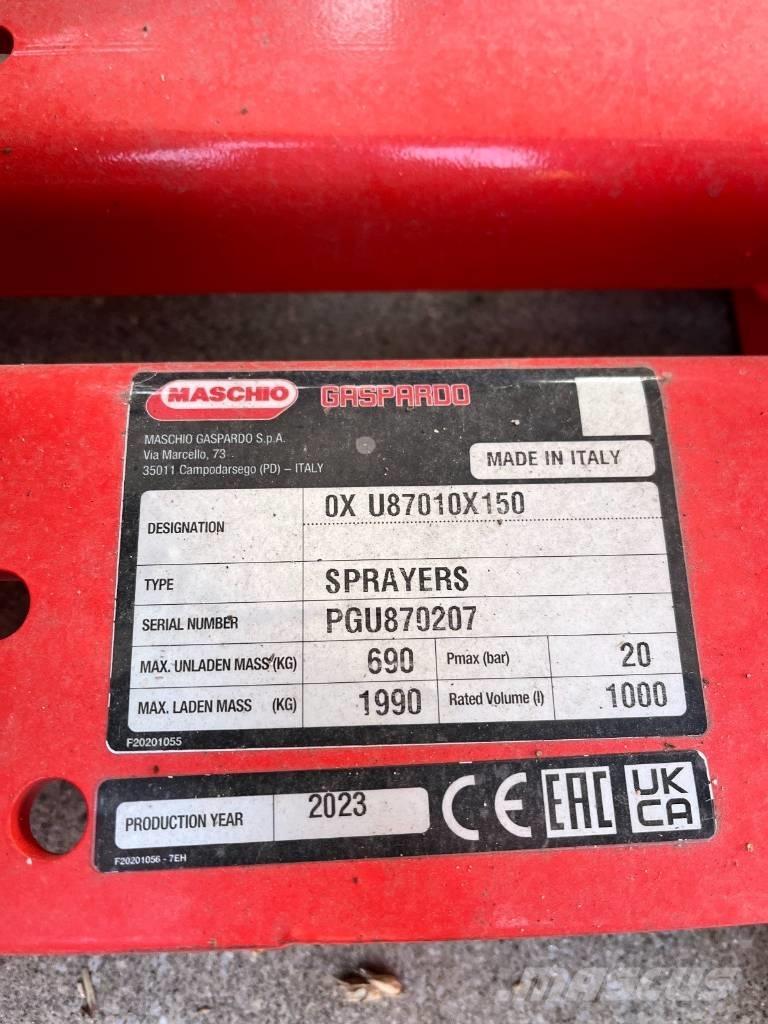 MASCHIO GASPARDO
MASCHIO GASPARDO S.p.A.
Via Marcello, 73
35011 Campodarsego (PD) – ITALY
MADE IN ITALY
DESIGNATION 0X U87010X150
TYPE SPRAYERS
SERIAL NUMBER PGU870207
MAX. UNLADEN MASS (KG) 690 Pmax (bar) 20
MAX. LADEN MASS (KG) 1990 Rated Volume (l) 1000
F20201055
PRODUCTION YEAR 2023 CE EAC UK CA
F20201056 - 7EH
MASCUS